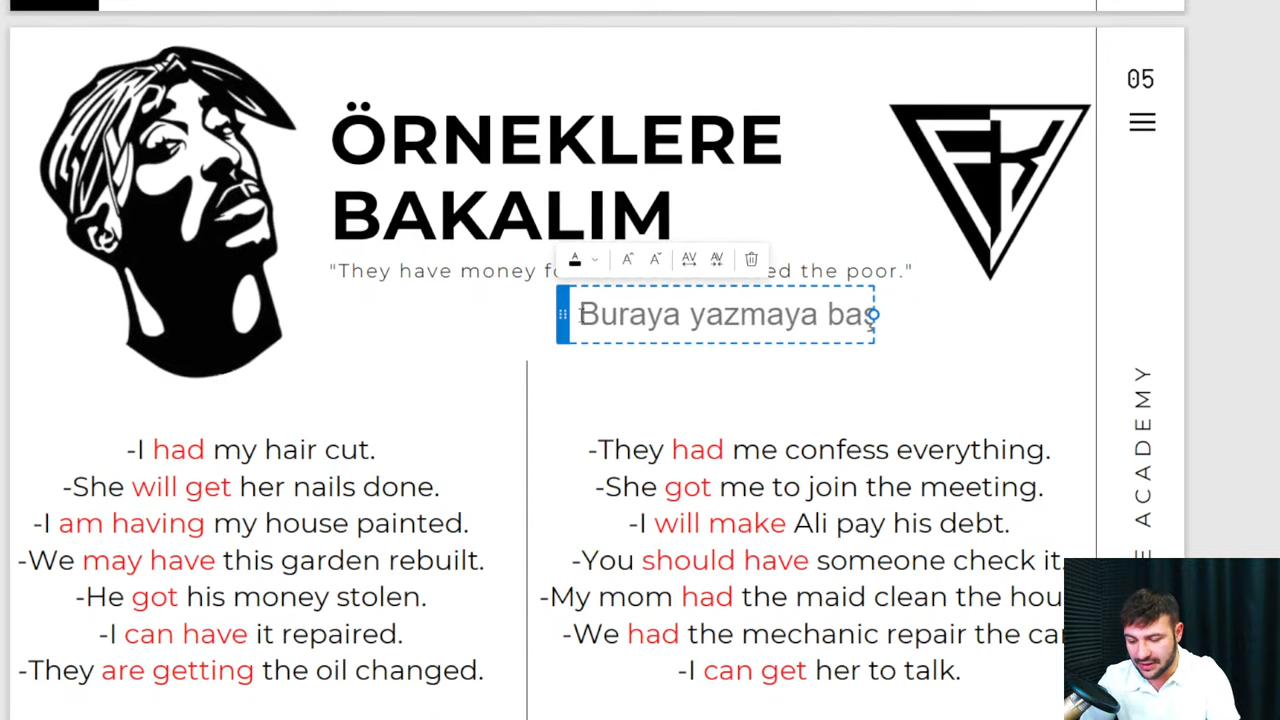 05
ÖRNEKLERE
BAKALIM
"They have money ed the poor."
Buraya yazmaya baş
-I had my hair cut.
-She will get her nails done.
-I am having my house painted.
-We may have this garden rebuilt.
-He got his money stolen.
-I can have it repaired.
-They are getting the oil changed.
-They had me confess everything.
-She got me to join the meeting.
-I will make Ali pay his debt.
-You should have someone check it.
-My mom had the maid clean the hou
-We had the mechanic repair the car
-I can get her to talk.
ACADEMY